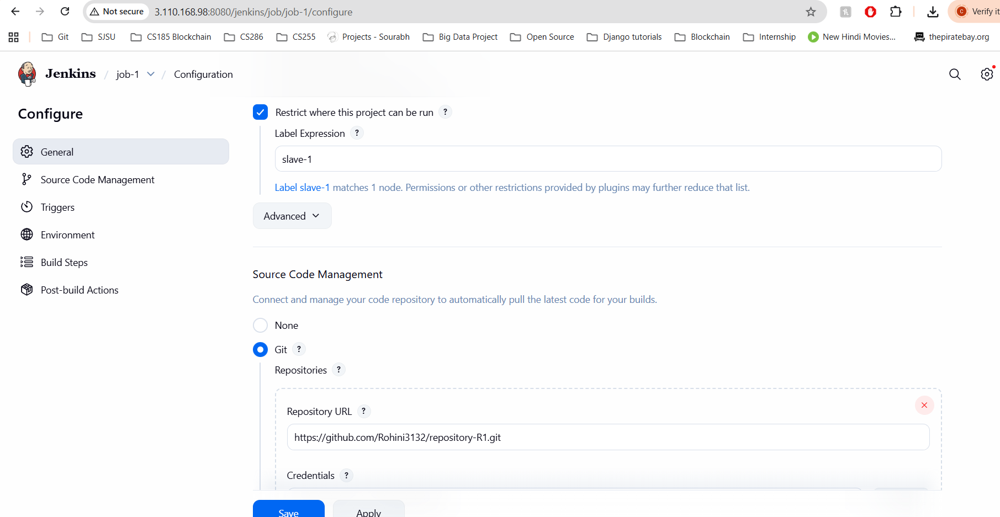 Not secure 3.110.168.98:8080/jenkins/job/job-1/configure Verify it
Git SJSU CS185 Blockchain CS286 CS255 Projects - Sourabh Big Data Project Open Source Django tutorials Blockchain Internship New Hindi Movies... thepiratebay.org
Jenkins / job-1 / Configuration
Configure
General
Source Code Management
Triggers
Environment
Build Steps
Post-build Actions
Restrict where this project can be run ?
Label Expression ?
slave-1
Label slave-1 matches 1 node. Permissions or other restrictions provided by plugins may further reduce that list.
Advanced
Source Code Management
Connect and manage your code repository to automatically pull the latest code for your builds.
None
Git ?
Repositories ?
Repository URL ?
https://github.com/Rohini3132/repository-R1.git
Credentials ?
Save Apply